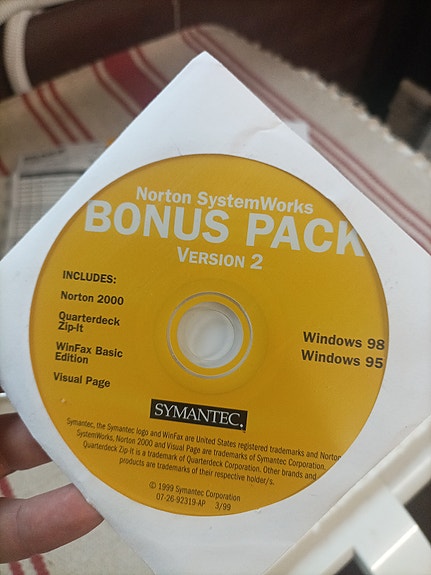 Norton SystemWorks
BONUS PACK
VERSION 2
INCLUDES:
Norton 2000
Quarterdeck
Zip-It
WinFax Basic
Edition
Visual Page
Windows 98
Windows 95
SYMANTEC.
Symantec, the Symantec logo and WinFax are United States registered trademarks and Norton
SystemWorks, Norton 2000 and Visual Page are trademarks of Symantec Corporation.
Quarterdeck Zip-It is a trademark of Quarterdeck Corporation. Other brands and
products are trademarks of their respective holder/s.
© 1999 Symantec Corporation
07-26-92319-AP 3/99